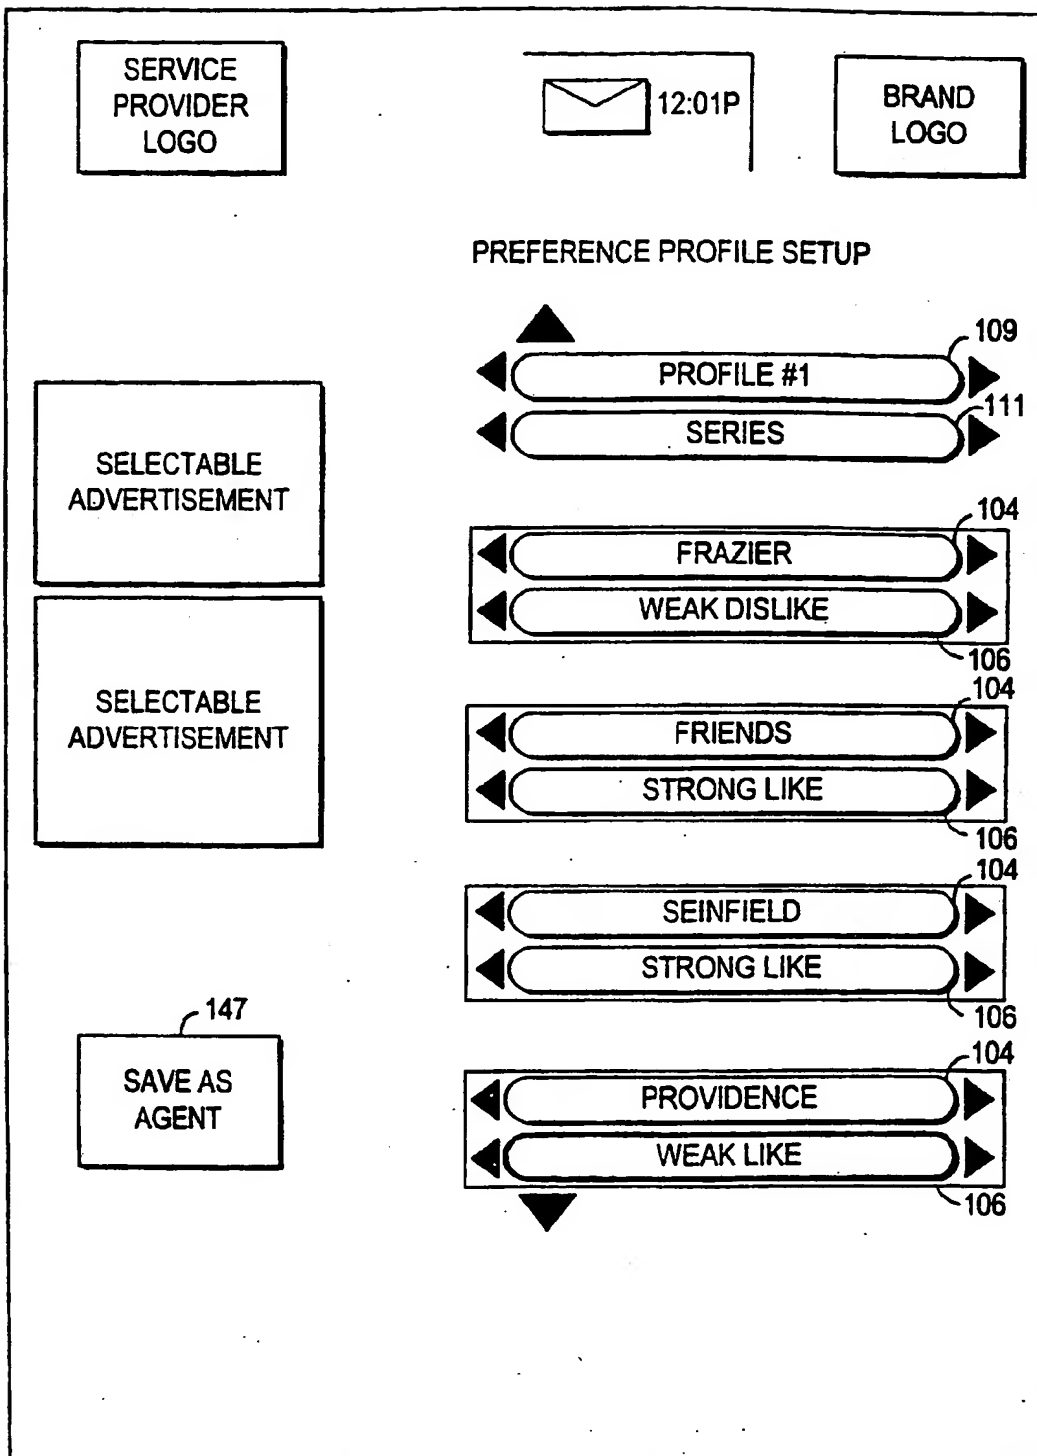 SERVICE
PROVIDER
LOGO
12:01P
BRAND
LOGO
PREFERENCE PROFILE SETUP
109
PROFILE #1
111
SERIES
SELECTABLE
ADVERTISEMENT
104
FRAZIER
WEAK DISLIKE
106
SELECTABLE
ADVERTISEMENT
104
FRIENDS
STRONG LIKE
106
104
SEINFIELD
STRONG LIKE
106
147
SAVE AS
AGENT
104
PROVIDENCE
WEAK LIKE
106